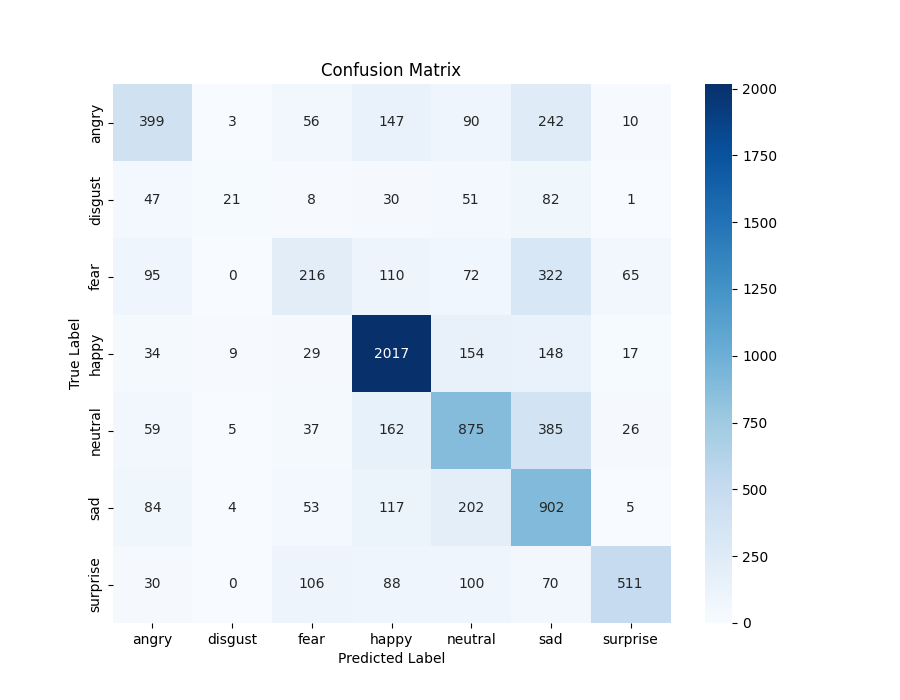 Confusion Matrix
True Label
angry 399 3 56 147 90 242 10
disgust 47 21 8 30 51 82 1
fear 95 0 216 110 72 322 65
happy 34 9 29 2017 154 148 17
neutral 59 5 37 162 875 385 26
sad 84 4 53 117 202 902 5
surprise 30 0 106 88 100 70 511
angry disgust fear happy neutral sad surprise
Predicted Label
2000
1750
1500
1250
1000
750
500
250
0